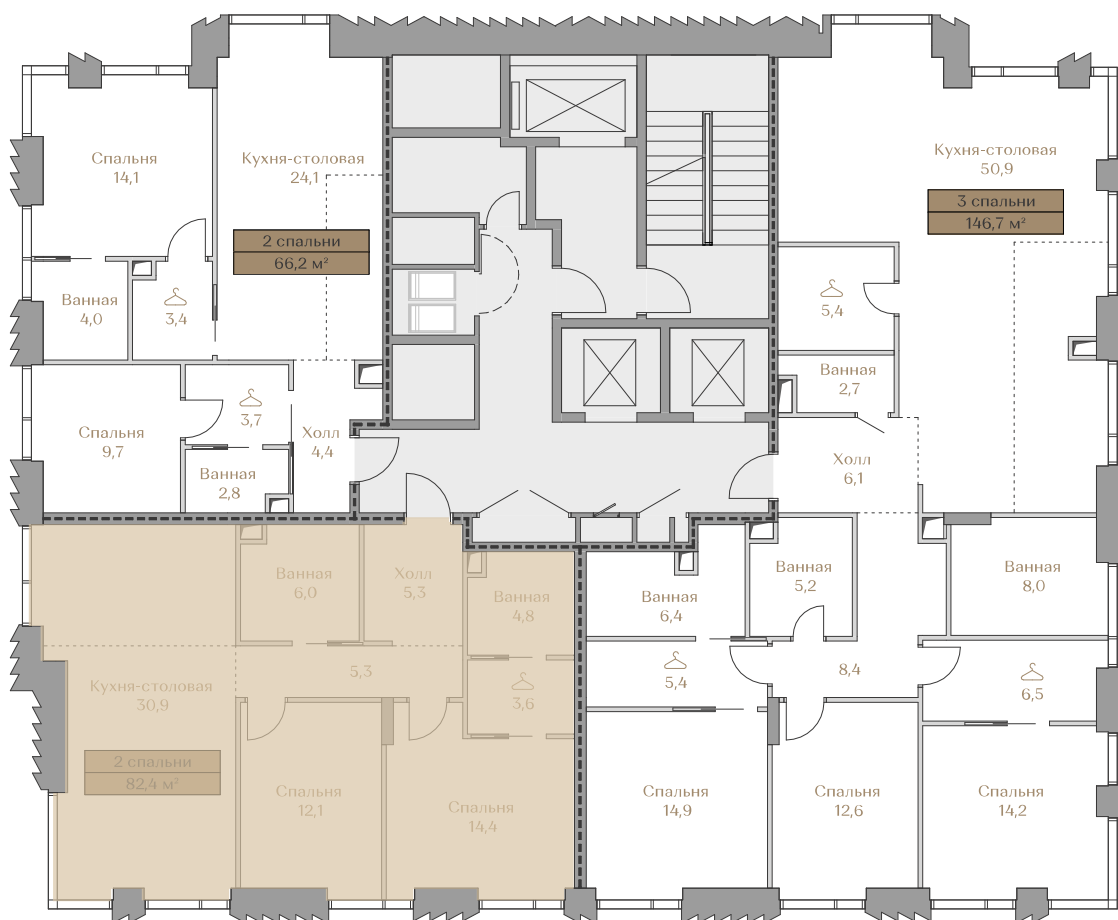 Спальня
14,1
Кухня-столовая
24,1
2 спальни
66,2 м²
Ванная
4,0
3,4
Спальня
9,7
3,7
Ванная
2,8
Холл
4,4
Кухня-столовая
50,9
3 спальни
146,7 м²
5,4
Ванная
2,7
Холл
6,1
Ванная
6,0
Холл
5,3
Ванная
4,8
5,3
3,6
Кухня-столовая
30,9
2 спальни
82,4 м²
Спальня
12,1
Спальня
14,4
Ванная
6,4
Ванная
5,2
Ванная
8,0
5,4
8,4
6,5
Спальня
14,9
Спальня
12,6
Спальня
14,2